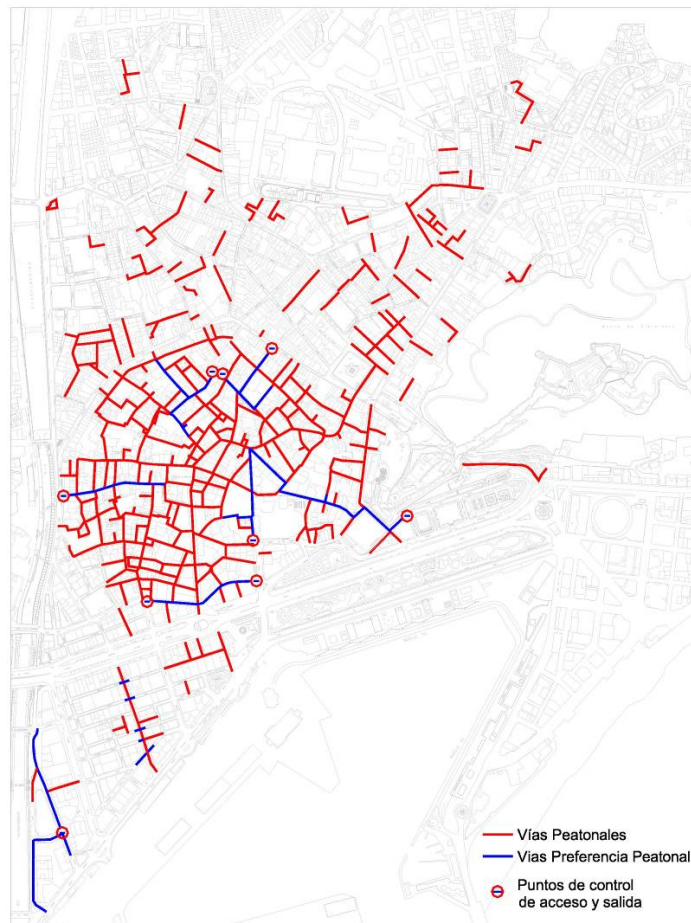 Vías Peatonales
Vias Preferencia Peatonal
Puntos de control
de acceso y salida